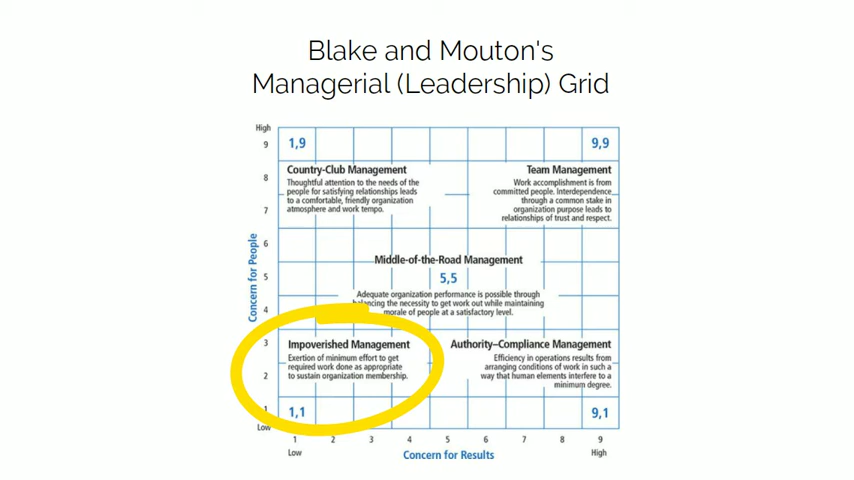 Blake and Mouton's
Managerial (Leadership) Grid
High
9
8
7
6
5
4
3
2
1
Low
Concern for People
1,9
9,9
Country-Club Management
Thoughtful attention to the needs of the
people for satisfying relationships leads
to a comfortable, friendly organization
atmosphere and work tempo.
Team Management
Work accomplishment is from
committed people. Interdependence
through a common stake in
organization purpose leads to
relationships of trust and respect.
Middle-of-the-Road Management
5,5
Adequate organization performance is possible through
balancing the necessity to get work out while maintaining
morale of people at a satisfactory level.
Impoverished Management
Exertion of minimum effort to get
required work done as appropriate
to sustain organization membership.
Authority–Compliance Management
Efficiency in operations results from
arranging conditions of work in such a
way that human elements interfere to a
minimum degree.
1,1
9,1
1 2 3 4 5 6 7 8 9
Low
High
Concern for Results